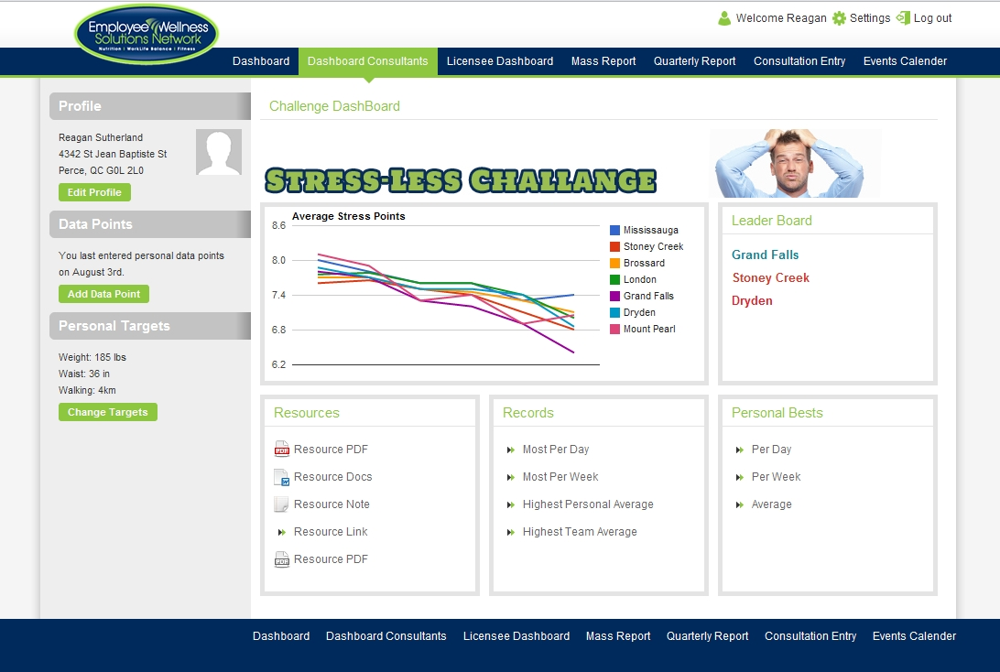 Employee Wellness
Solutions Network
Nutrition | WorkLife Balance | Fitness
Welcome Reagan Settings Log out
Dashboard Dashboard Consultants Licensee Dashboard Mass Report Quarterly Report Consultation Entry Events Calender
Profile
Reagan Sutherland
4342 St Jean Baptiste St
Perce, QC G0L 2L0
Edit Profile
Data Points
You last entered personal data points
on August 3rd.
Add Data Point
Personal Targets
Weight: 185 lbs
Waist: 36 in
Walking: 4km
Change Targets
Challenge DashBoard
Stress-Less Challange
Average Stress Points
8.6
8.0
7.4
6.8
6.2
Mississauga
Stoney Creek
Brossard
London
Grand Falls
Dryden
Mount Pearl
Leader Board
Grand Falls
Stoney Creek
Dryden
Resources
PDF Resource PDF
W Resource Docs
Resource Note
Resource Link
PDF Resource PDF
Records
Most Per Day
Most Per Week
Highest Personal Average
Highest Team Average
Personal Bests
Per Day
Per Week
Average
Dashboard Dashboard Consultants Licensee Dashboard Mass Report Quarterly Report Consultation Entry Events Calender